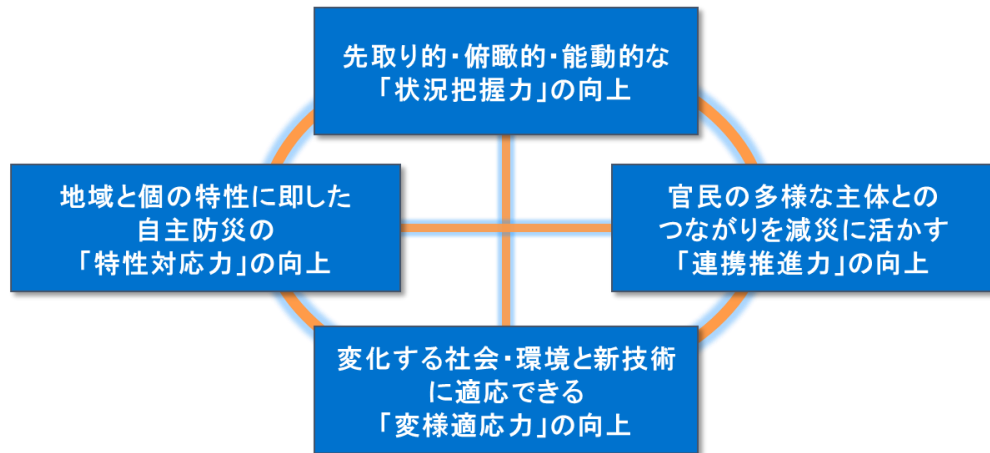 先取り的・俯瞰的・能動的な
「状況把握力」の向上
地域と個の特性に即した
自主防災の
「特性対応力」の向上
官民の多様な主体との
つながりを減災に活かす
「連携推進力」の向上
変化する社会・環境と新技術
に適応できる
「変様適応力」の向上